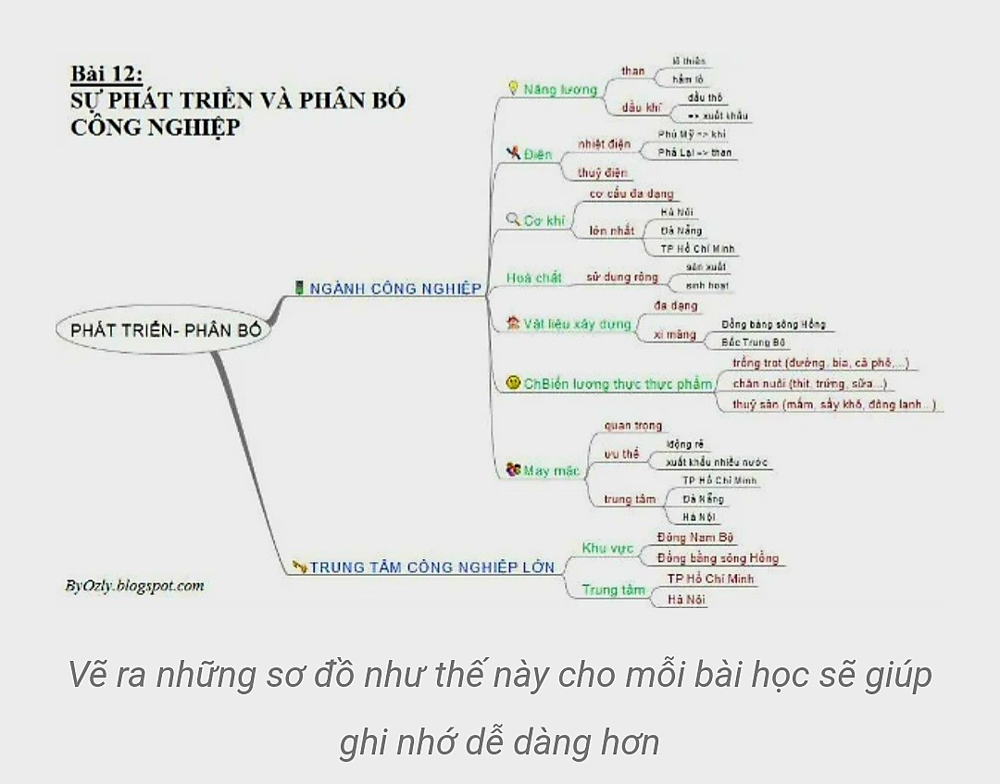 Bài 12:
SỰ PHÁT TRIỂN VÀ PHÂN BỐ
CÔNG NGHIỆP
PHÁT TRIỂN- PHÂN BỐ
NGÀNH CÔNG NGHIỆP
Năng lương
than
lô thiên
hầm lò
dầu khí
dầu thô
=> xuất khẩu
Điên
nhiệt điện
Phú Mỹ => khí
Phả Lại => than
thuỷ điện
Cơ khí
cơ cấu đa dạng
lớn nhất
Hà Nội
Đà Nẵng
TP Hồ Chí Minh
Hoá chất
sử dụng rộng
sản xuất
sinh hoạt
Vật liệu xây dựng
đa dạng
xi măng
Đồng bằng sông Hồng
Bắc Trung Bộ
ChBiến lương thực thực phẩm
trồng trọt (đường, bia, cà phê,...)
chăn nuôi (thịt, trứng, sữa...)
thuỷ sản (mắm, sấy khô, đông lạnh...)
May mặc
quan trọng
ưu thế
lđộng rẻ
xuất khẩu nhiều nước
trung tâm
TP Hồ Chí Minh
Đà Nẵng
Hà Nội
TRUNG TÂM CÔNG NGHIỆP LỚN
Khu vực
Đông Nam Bộ
Đồng bằng sông Hồng
Trung tâm
TP Hồ Chí Minh
Hà Nội
ByOzly.blogspot.com
Vẽ ra những sơ đồ như thế này cho mỗi bài học sẽ giúp
ghi nhớ dễ dàng hơn